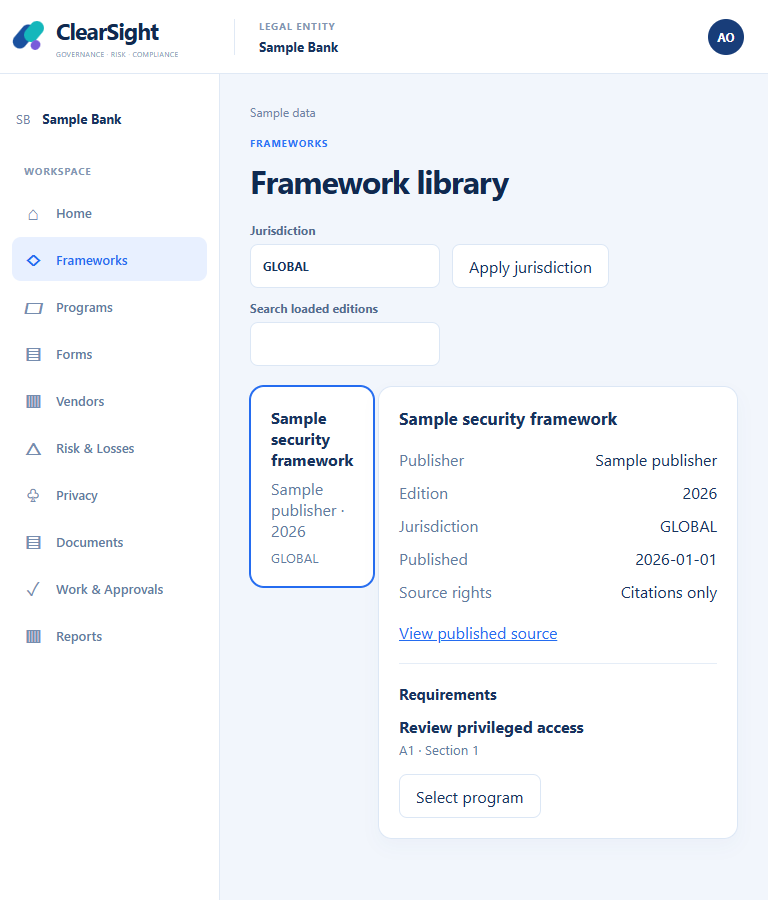 ClearSight
GOVERNANCE · RISK · COMPLIANCE
LEGAL ENTITY
Sample Bank
AO
SB Sample Bank
WORKSPACE
Home
Frameworks
Programs
Forms
Vendors
Risk & Losses
Privacy
Documents
Work & Approvals
Reports
Sample data
FRAMEWORKS
Framework library
Jurisdiction
GLOBAL
Apply jurisdiction
Search loaded editions
Sample
security
framework
Sample
publisher ·
2026
GLOBAL
Sample security framework
Publisher Sample publisher
Edition 2026
Jurisdiction GLOBAL
Published 2026-01-01
Source rights Citations only
View published source
Requirements
Review privileged access
A1 · Section 1
Select program